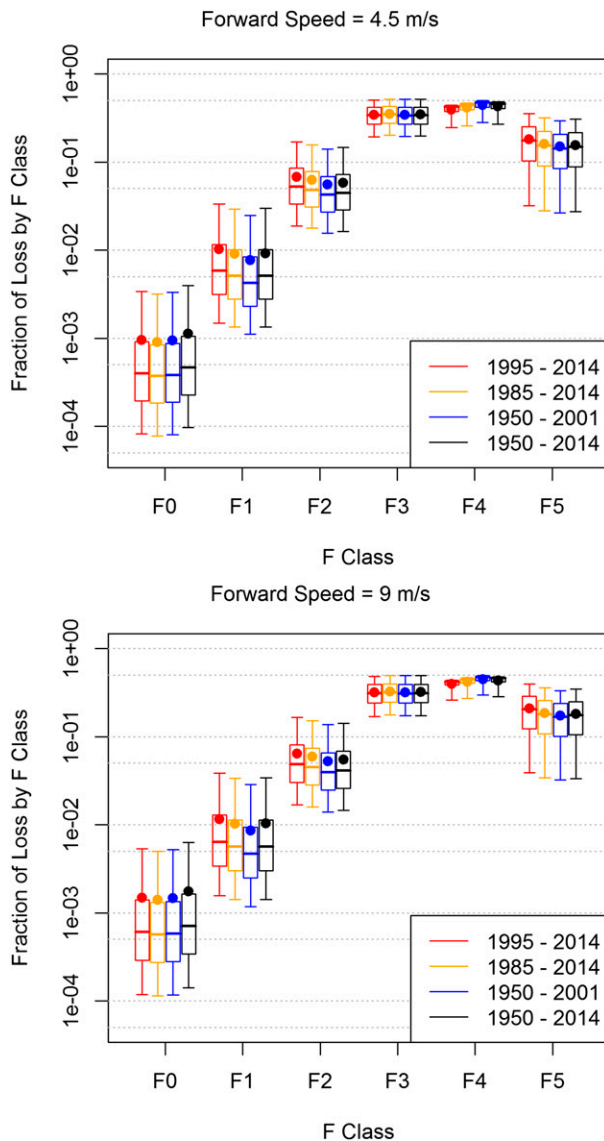 Forward Speed = 4.5 m/s
Fraction of Loss by F Class
1e+00
1e-01
1e-02
1e-03
1e-04
1995 - 2014
1985 - 2014
1950 - 2001
1950 - 2014
F0 F1 F2 F3 F4 F5
F Class
Forward Speed = 9 m/s
Fraction of Loss by F Class
1e+00
1e-01
1e-02
1e-03
1e-04
1995 - 2014
1985 - 2014
1950 - 2001
1950 - 2014
F0 F1 F2 F3 F4 F5
F Class